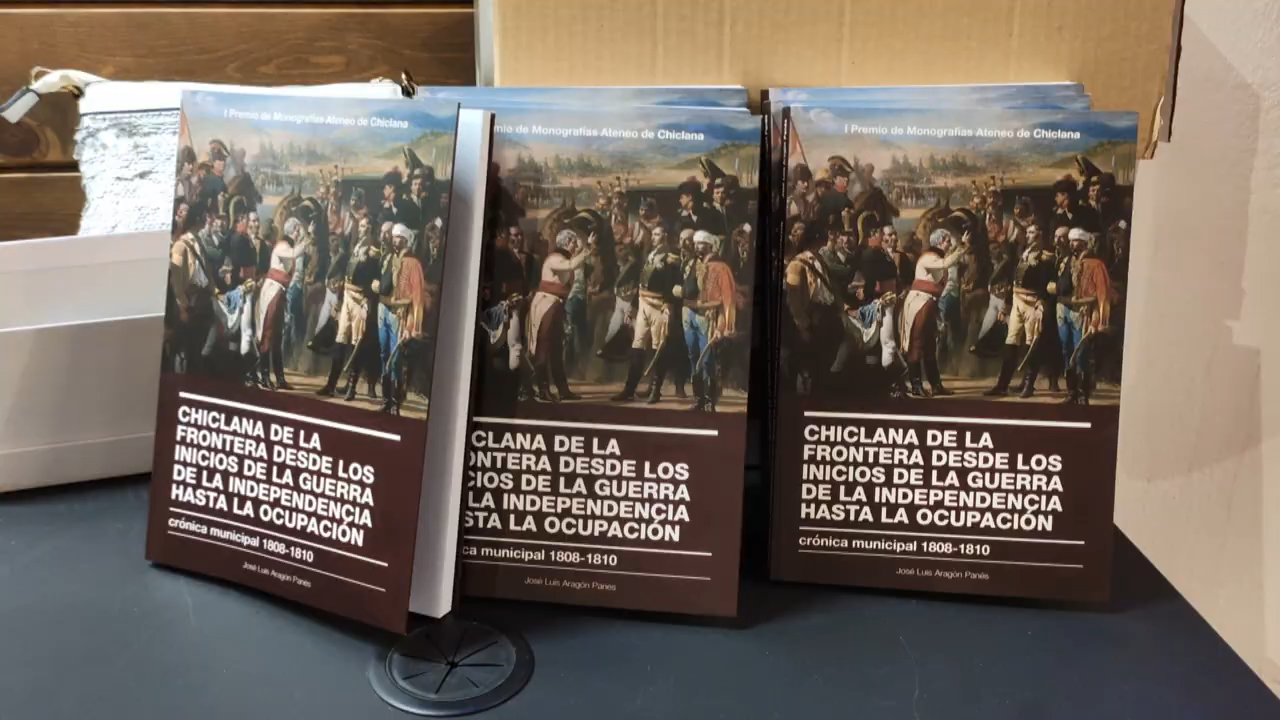 I Premio de Monografías Ateneo de Chiclana
CHICLANA DE LA
FRONTERA DESDE LOS
INICIOS DE LA GUERRA
DE LA INDEPENDENCIA
HASTA LA OCUPACIÓN
crónica municipal 1808-1810
José Luis Aragón Panés
mio de Monografías Ateneo de Chiclana
CLANA DE LA
ONTERA DESDE LOS
CIOS DE LA GUERRA
LA INDEPENDENCIA
STA LA OCUPACIÓN
ca municipal 1808-1810
José Luis Aragón Panés
I Premio de Monografías Ateneo de Chiclana
CHICLANA DE LA
FRONTERA DESDE LOS
INICIOS DE LA GUERRA
DE LA INDEPENDENCIA
HASTA LA OCUPACIÓN
crónica municipal 1808-1810
José Luis Aragón Panés